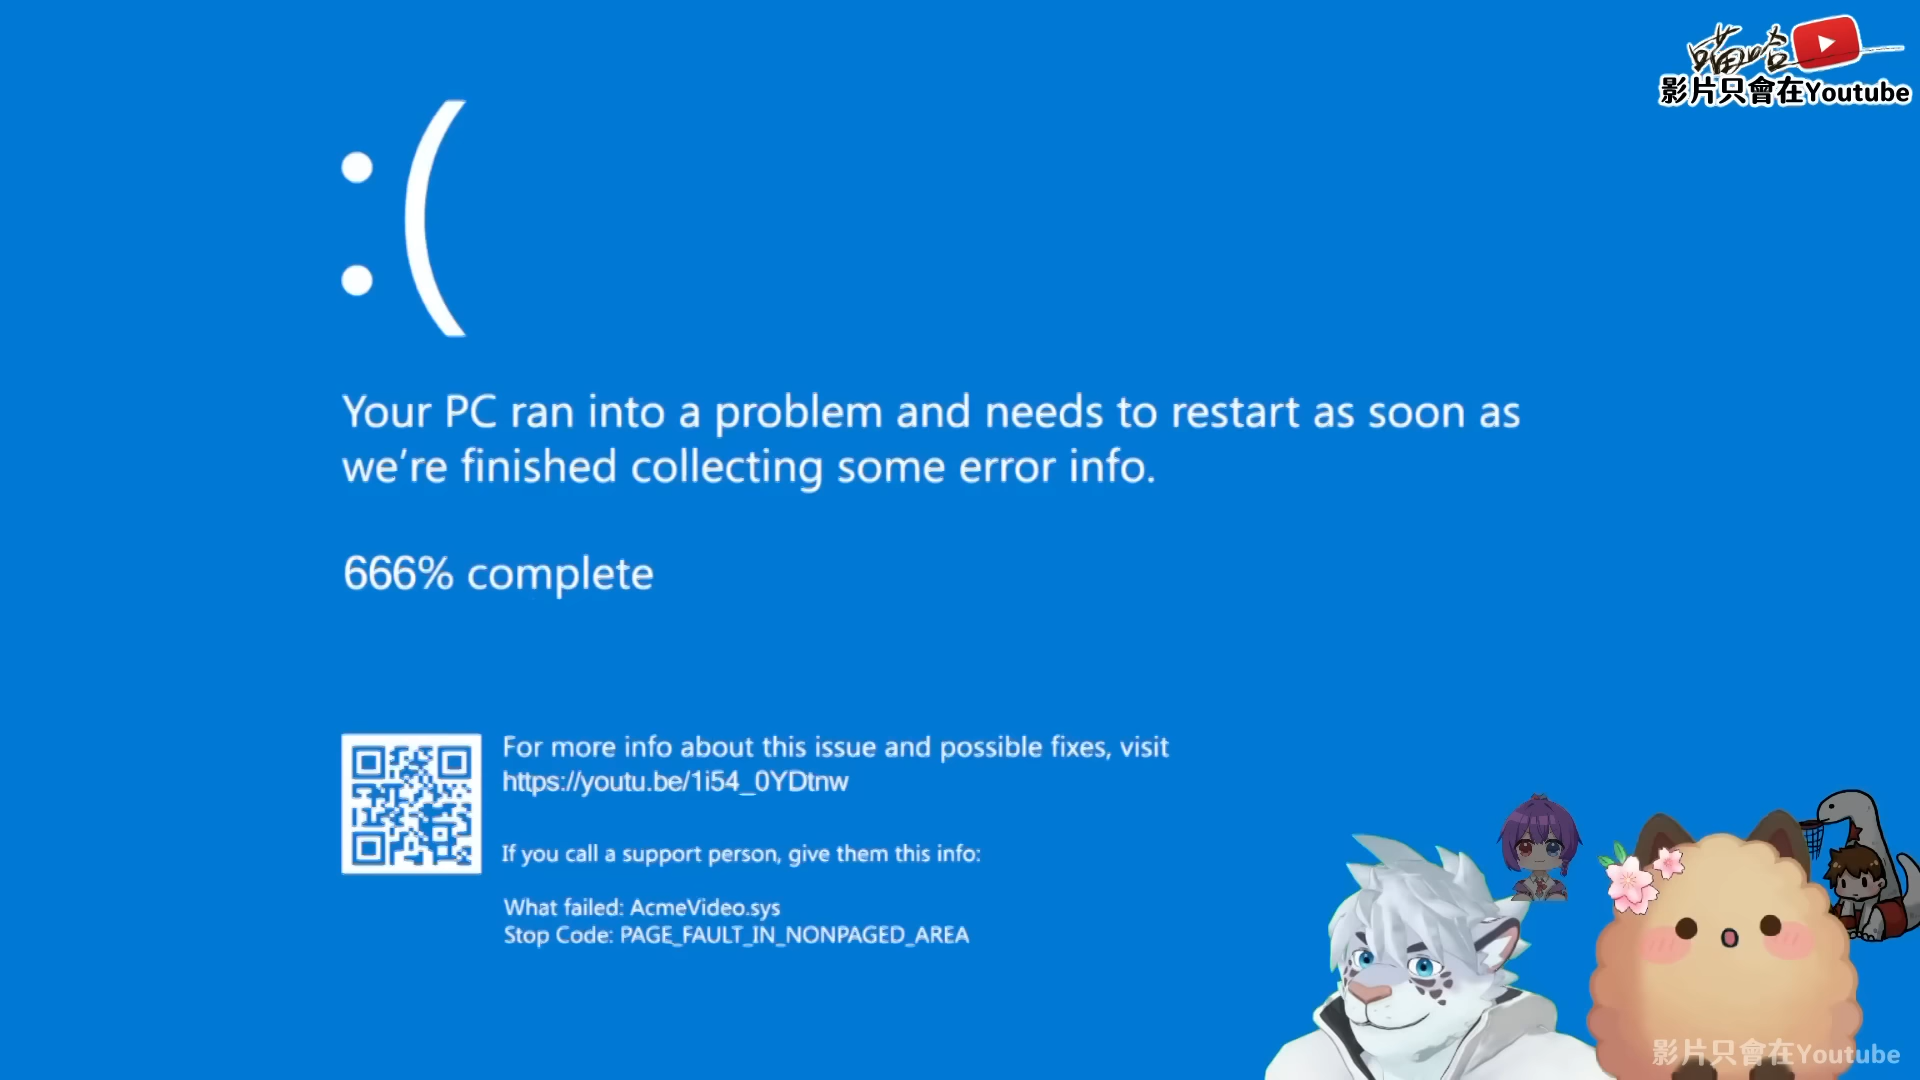 喵哈
影片只會在Youtube
:(
Your PC ran into a problem and needs to restart as soon as
we're finished collecting some error info.
666% complete
For more info about this issue and possible fixes, visit
https://youtu.be/1i54_0YDtnw
If you call a support person, give them this info:
What failed: AcmeVideo.sys
Stop Code: PAGE_FAULT_IN_NONPAGED_AREA
影片只會在Youtube